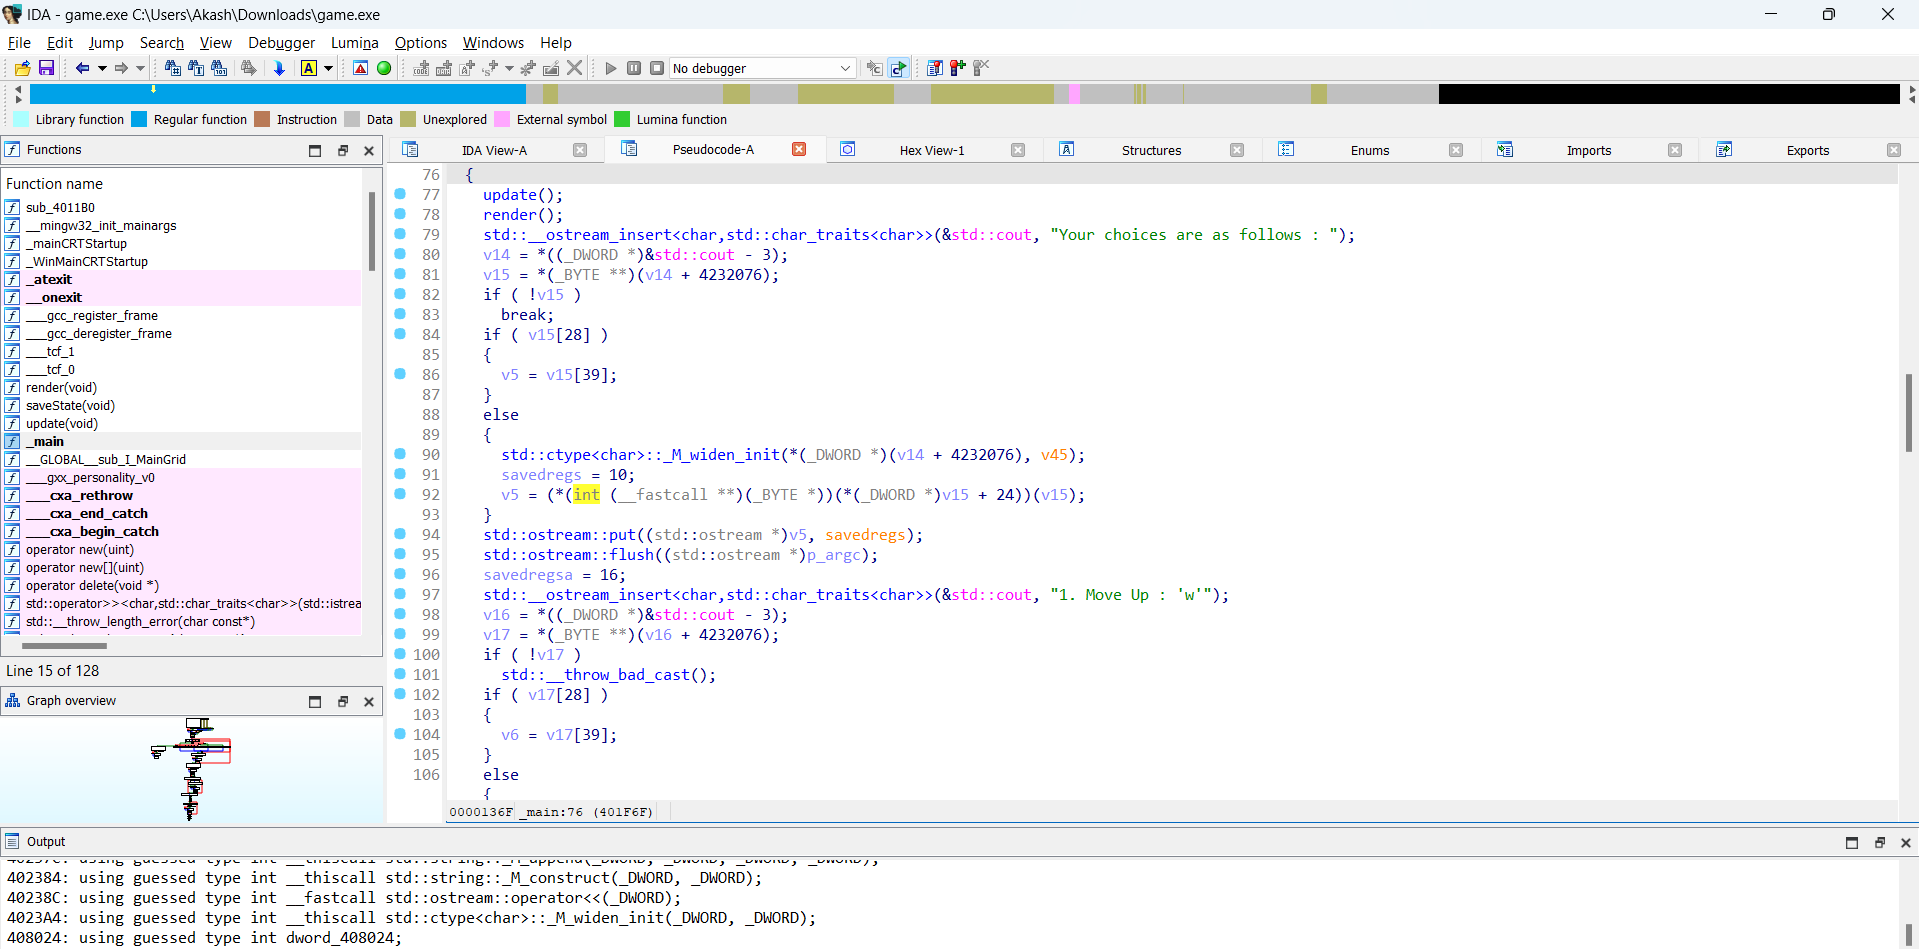 IDA - game.exe C:\Users\Akash\Downloads\game.exe
File Edit Jump Search View Debugger Lumina Options Windows Help
No debugger
Library function Regular function Instruction Data Unexplored External symbol Lumina function
Functions
Function name
sub_4011B0
__mingw32_init_mainargs
_mainCRTStartup
_WinMainCRTStartup
_atexit
__onexit
___gcc_register_frame
___gcc_deregister_frame
___tcf_1
___tcf_0
render(void)
saveState(void)
update(void)
_main
__GLOBAL__sub_I_MainGrid
___gxx_personality_v0
___cxa_rethrow
___cxa_end_catch
___cxa_begin_catch
operator new(uint)
operator new[](uint)
operator delete(void *)
std::operator>><char,std::char_traits<char>>(std::istrea
std::__throw_length_error(char const*)
Line 15 of 128
Graph overview
IDA View-A Pseudocode-A Hex View-1 Structures Enums Imports Exports
76 {
77 update();
78 render();
79 std::__ostream_insert<char,std::char_traits<char>>(&std::cout, "Your choices are as follows : ");
80 v14 = *((_DWORD *)&std::cout - 3);
81 v15 = *(_BYTE **)(v14 + 4232076);
82 if ( !v15 )
83 break;
84 if ( v15[28] )
85 {
86 v5 = v15[39];
87 }
88 else
89 {
90 std::ctype<char>::_M_widen_init(*(_DWORD *)(v14 + 4232076), v45);
91 savedregs = 10;
92 v5 = (*(int (__fastcall **)(_BYTE *))(*(_DWORD *)v15 + 24))(v15);
93 }
94 std::ostream::put((std::ostream *)v5, savedregs);
95 std::ostream::flush((std::ostream *)p_argc);
96 savedregsa = 16;
97 std::__ostream_insert<char,std::char_traits<char>>(&std::cout, "1. Move Up : 'w'");
98 v16 = *((_DWORD *)&std::cout - 3);
99 v17 = *(_BYTE **)(v16 + 4232076);
100 if ( !v17 )
101 std::__throw_bad_cast();
102 if ( v17[28] )
103 {
104 v6 = v17[39];
105 }
106 else
{
0000136F _main:76 (401F6F)
Output
40237C: using guessed type int __thiscall std::string::_M_append(_DWORD, _DWORD, _DWORD, _DWORD);
402384: using guessed type int __thiscall std::string::_M_construct(_DWORD, _DWORD);
40238C: using guessed type int __fastcall std::ostream::operator<<(_DWORD);
4023A4: using guessed type int __thiscall std::ctype<char>::_M_widen_init(_DWORD, _DWORD);
408024: using guessed type int dword_408024;